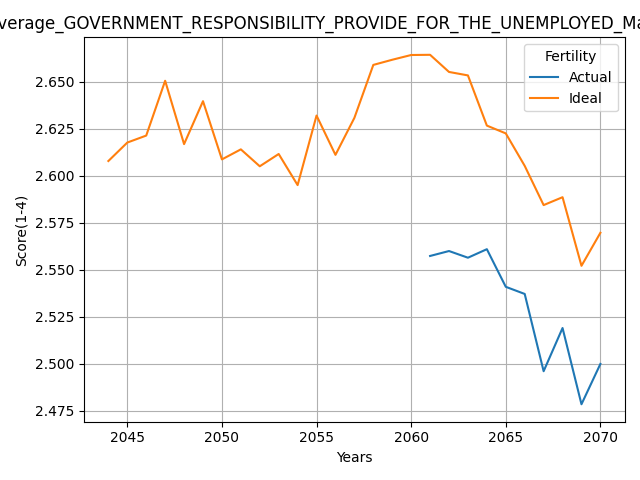 verage_GOVERNMENT_RESPONSIBILITY_PROVIDE_FOR_THE_UNEMPLOYED_Ma
Fertility
Actual
Ideal
2.650
2.625
2.600
2.575
2.550
2.525
2.500
2.475
Score(1-4)
2045 2050 2055 2060 2065 2070
Years